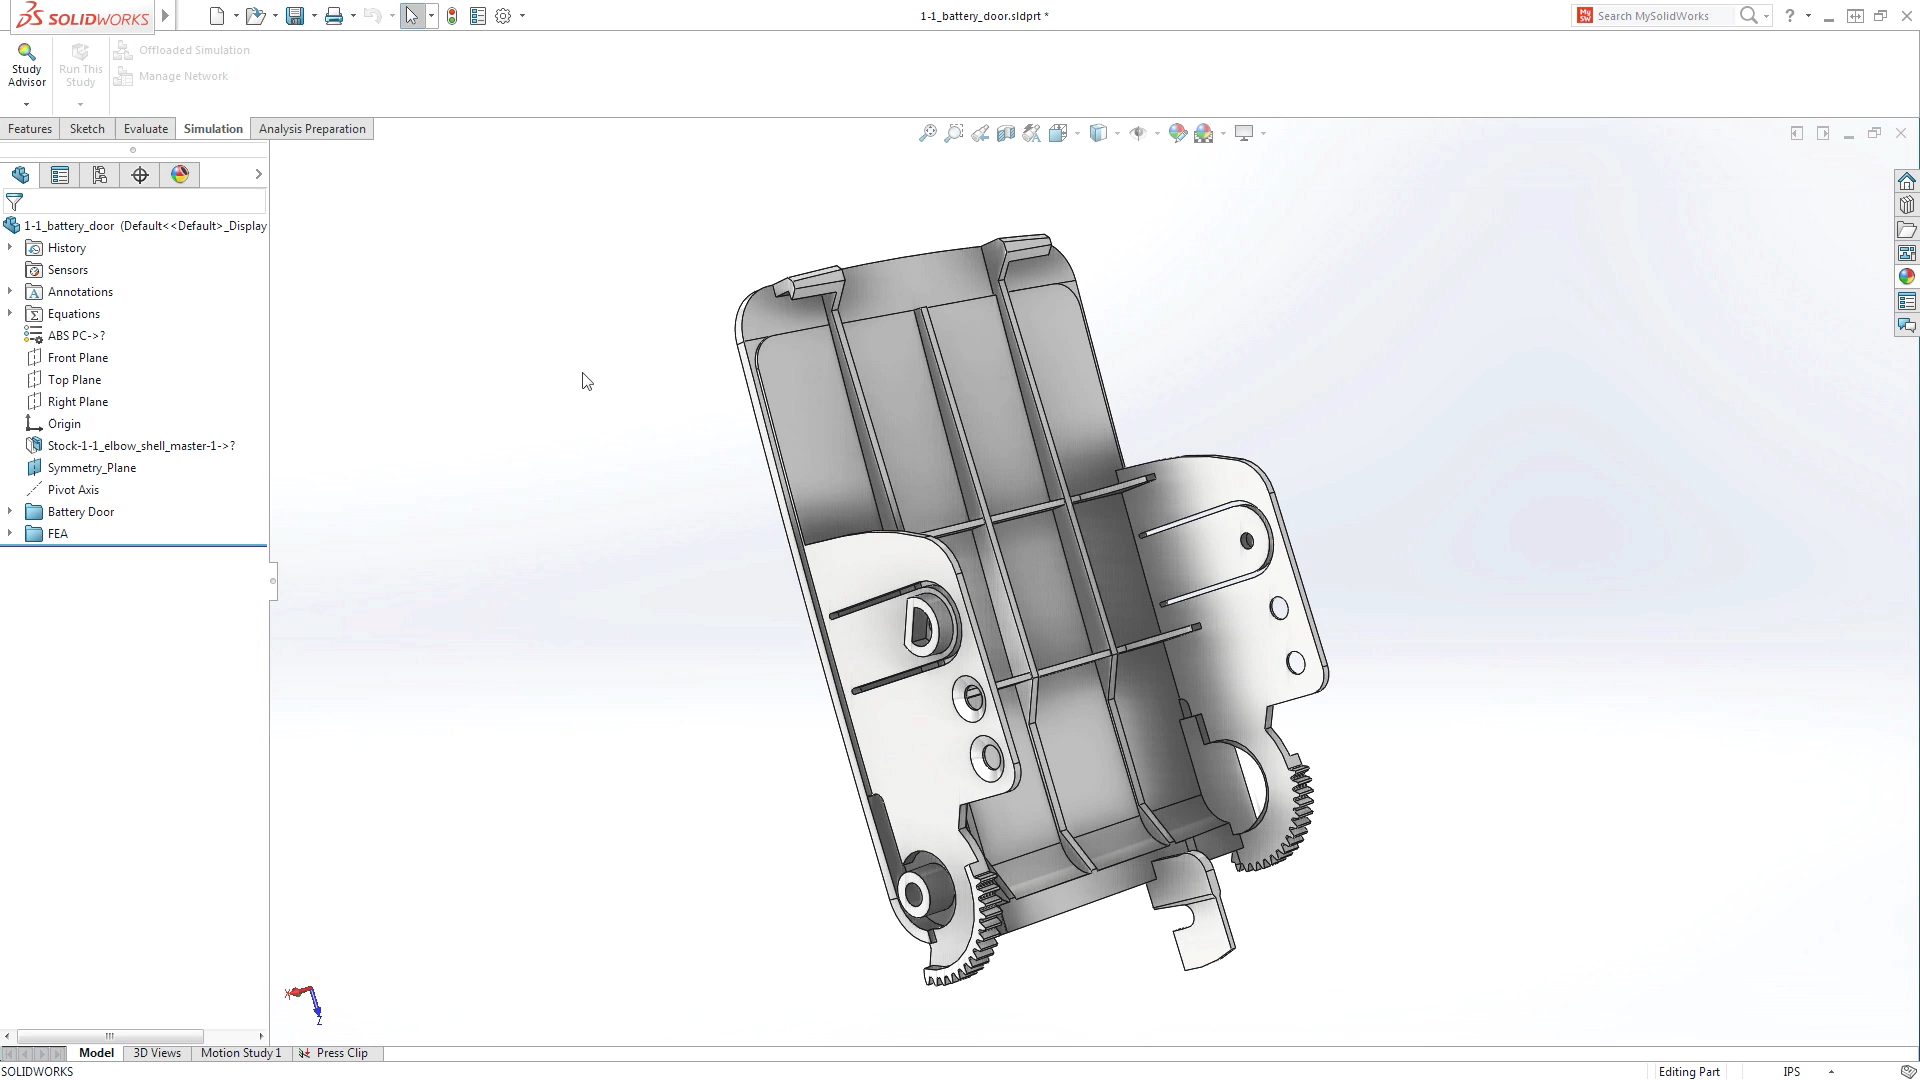 SOLIDWORKS
1-1_battery_door.sldprt *
Search MySolidWorks
?
Study Advisor
Run This Study
Offloaded Simulation
Manage Network
Features
Sketch
Evaluate
Simulation
Analysis Preparation
1-1_battery_door (Default<<Default>_Display
History
Sensors
Annotations
Equations
ABS PC->?
Front Plane
Top Plane
Right Plane
Origin
Stock-1-1_elbow_shell_master-1->?
Symmetry_Plane
Pivot Axis
Battery Door
FEA
X
Z
Model
3D Views
Motion Study 1
Press Clip
SOLIDWORKS
Editing Part
IPS